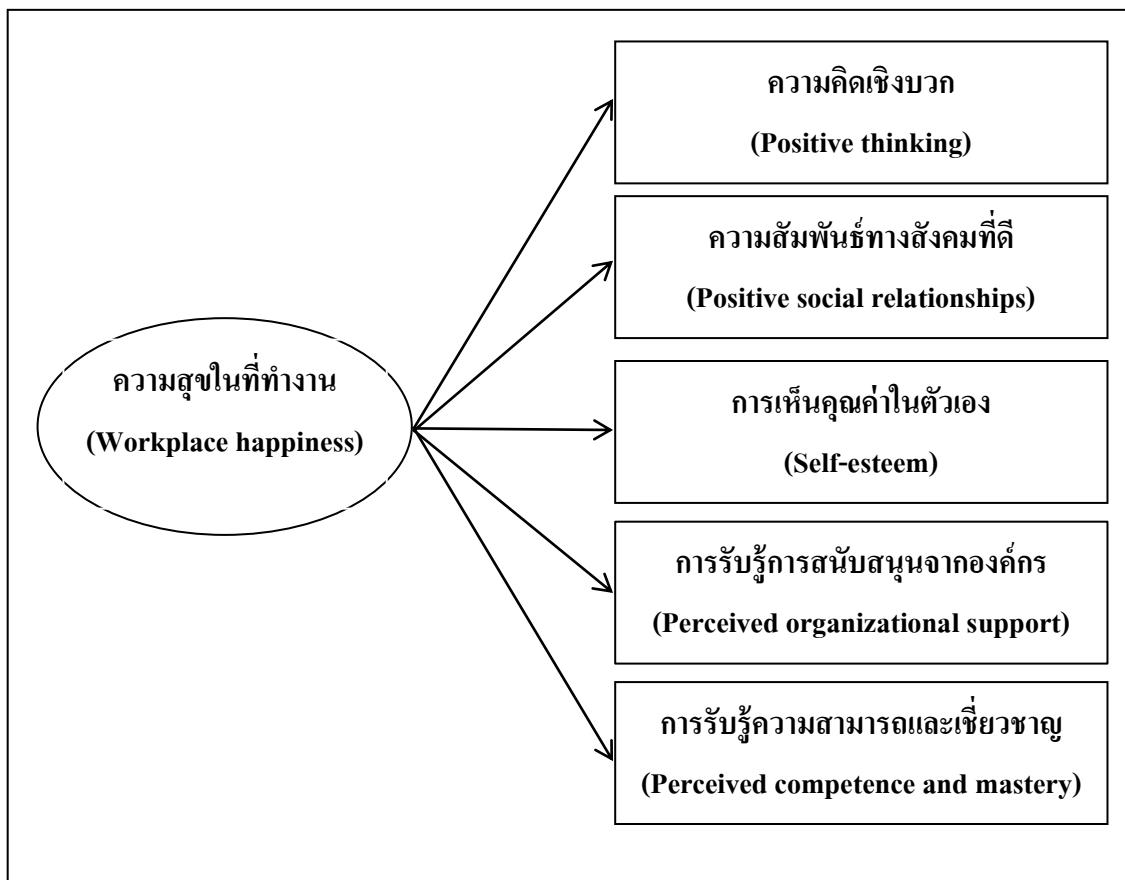 ความคิดเชิงบวก
(Positive thinking)
ความสัมพันธ์ทางสังคมที่ดี
(Positive social relationships)
ความสุขในที่ทำงาน
(Workplace happiness)
การเห็นคุณค่าในตัวเอง
(Self-esteem)
การรับรู้การสนับสนุนจากองค์กร
(Perceived organizational support)
การรับรู้ความสามารถและเชี่ยวชาญ
(Perceived competence and mastery)